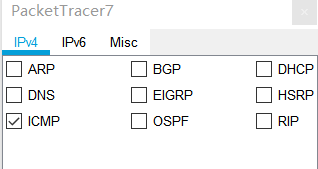 PacketTracer7
IPv4 IPv6 Misc
ARP BGP DHCP
DNS EIGRP HSRP
ICMP OSPF RIP